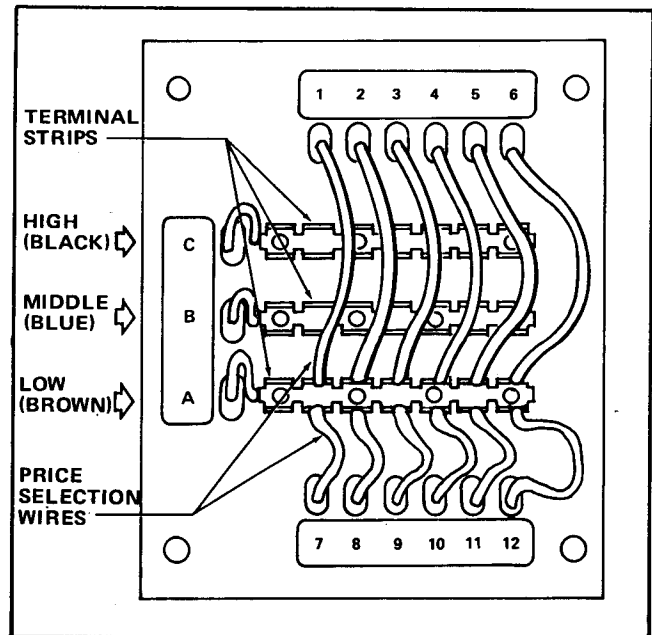 1 2 3 4 5 6
TERMINAL
STRIPS
HIGH
(BLACK)
C
MIDDLE
(BLUE)
B
LOW
(BROWN)
A
PRICE
SELECTION
WIRES
7 8 9 10 11 12